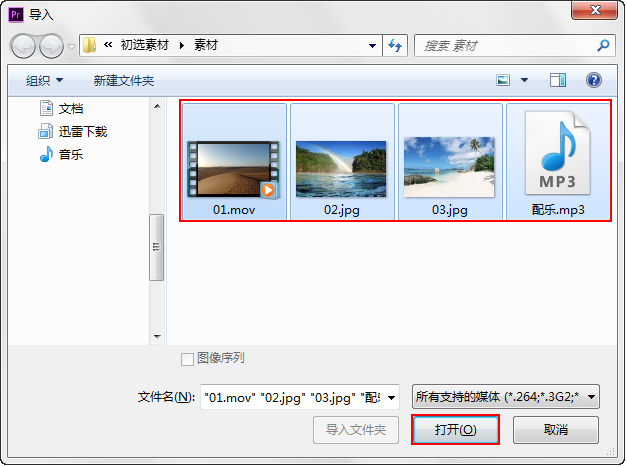 Pr 导入
« 初选素材 素材 搜索 素材
组织 新建文件夹
文档
迅雷下载
音乐
MP3
01.mov 02.jpg 03.jpg 配乐.mp3
图像序列
文件名(N): "01.mov" "02.jpg" "03.jpg" "配乐 所有支持的媒体 (*.264;*.3G2;*
导入文件夹 打开(O) 取消